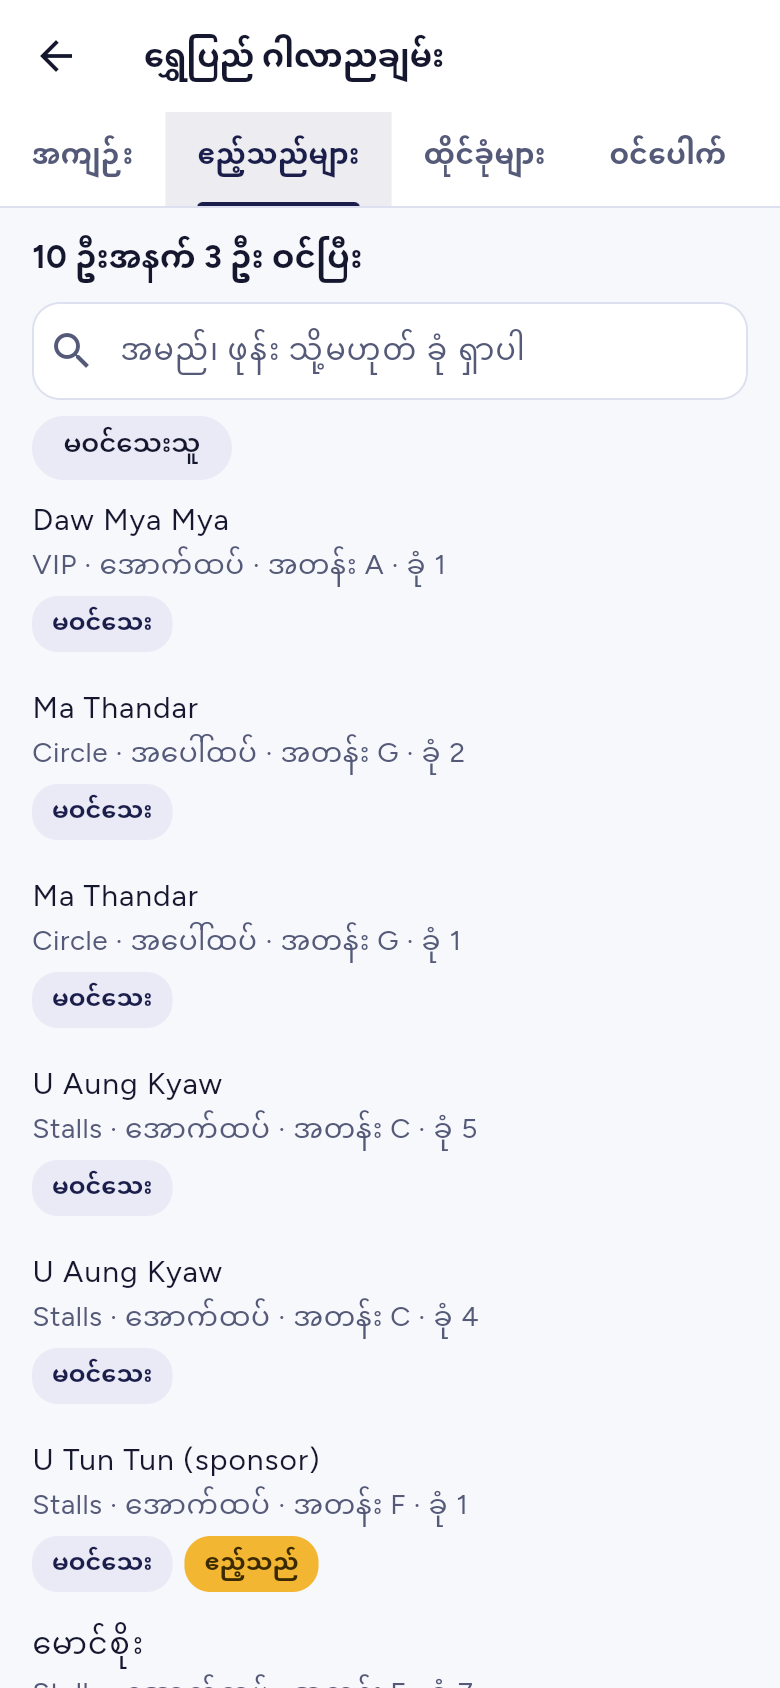 ရွှေပြည် ဂါလာညချမ်း
အကျဉ်း ဧည့်သည်များ ထိုင်ခုံများ ဝင်ပေါက်
10 ဦးအနက် 3 ဦး ဝင်ပြီး
အမည်၊ ဖုန်း သို့မဟုတ် ခုံ ရှာပါ
မဝင်သေးသူ
Daw Mya Mya
VIP · အောက်ထပ် · အတန်း A · ခုံ 1
မဝင်သေး
Ma Thandar
Circle · အပေါ်ထပ် · အတန်း G · ခုံ 2
မဝင်သေး
Ma Thandar
Circle · အပေါ်ထပ် · အတန်း G · ခုံ 1
မဝင်သေး
U Aung Kyaw
Stalls · အောက်ထပ် · အတန်း C · ခုံ 5
မဝင်သေး
U Aung Kyaw
Stalls · အောက်ထပ် · အတန်း C · ခုံ 4
မဝင်သေး
U Tun Tun (sponsor)
Stalls · အောက်ထပ် · အတန်း F · ခုံ 1
မဝင်သေး ဧည့်သည်
မောင်စိုး